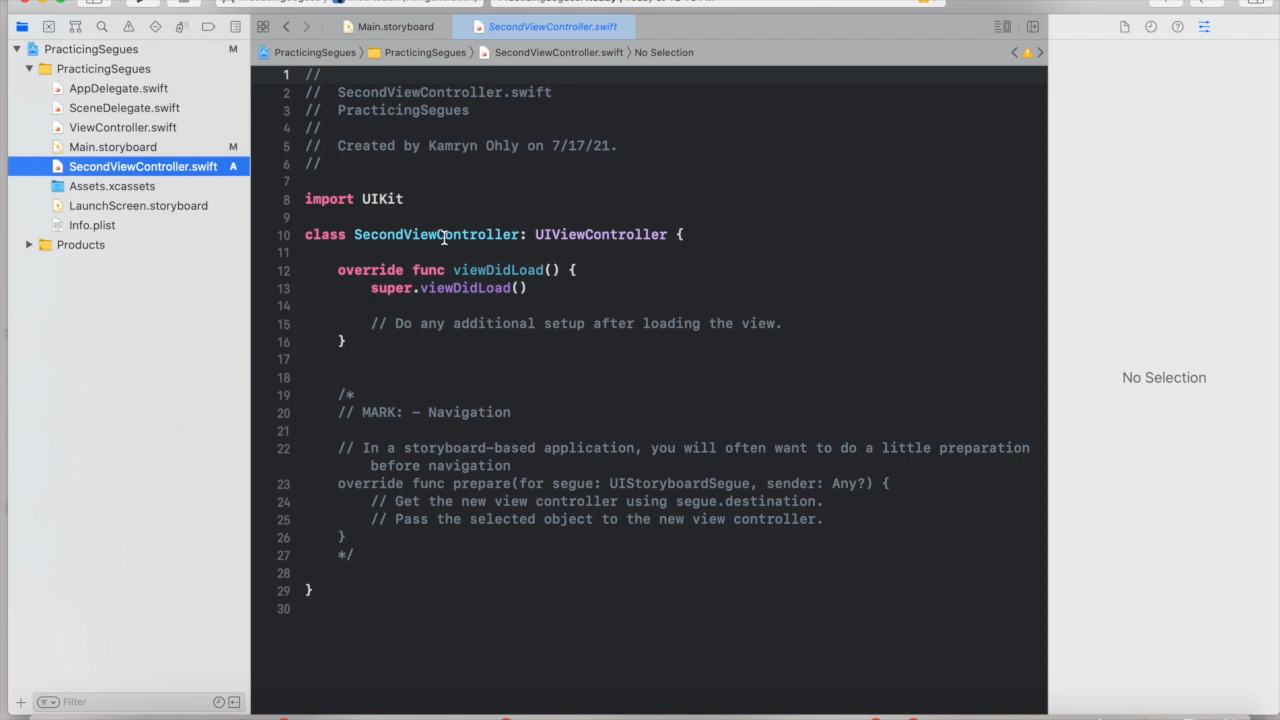 Main.storyboard
SecondViewController.swift
PracticingSegues
M
PracticingSegues
AppDelegate.swift
SceneDelegate.swift
ViewController.swift
Main.storyboard
M
SecondViewController.swift
A
Assets.xcassets
LaunchScreen.storyboard
Info.plist
Products
Filter
PracticingSegues
PracticingSegues
SecondViewController.swift
No Selection
1 //
2 // SecondViewController.swift
3 // PracticingSegues
4 //
5 // Created by Kamryn Ohly on 7/17/21.
6 //
7
8 import UIKit
9
10 class SecondViewController: UIViewController {
11
12 override func viewDidLoad() {
13 super.viewDidLoad()
14
15 // Do any additional setup after loading the view.
16 }
17
18
19 /*
20 // MARK: - Navigation
21
22 // In a storyboard-based application, you will often want to do a little preparation
before navigation
23 override func prepare(for segue: UIStoryboardSegue, sender: Any?) {
24 // Get the new view controller using segue.destination.
25 // Pass the selected object to the new view controller.
26 }
27 */
28
29 }
30
No Selection